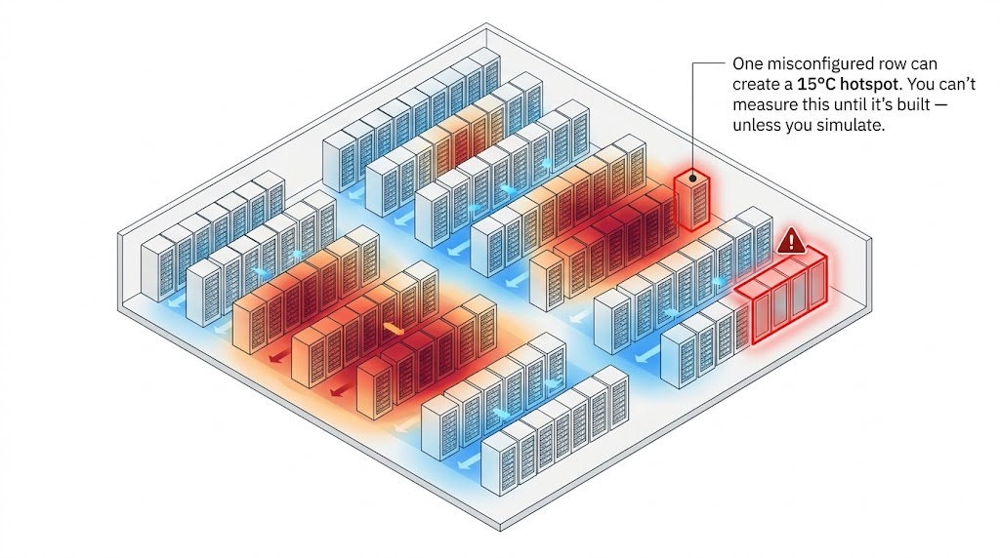 One misconfigured row can
create a 15°C hotspot. You can't
measure this until it's built —
unless you simulate.
!